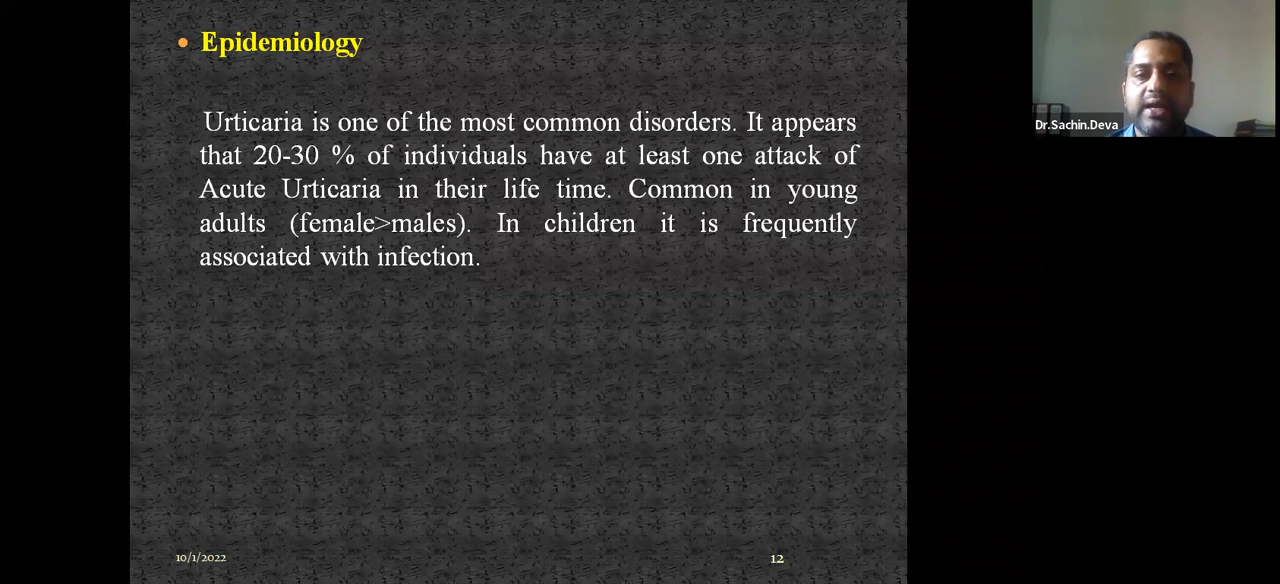 Epidemiology
Urticaria is one of the most common disorders. It appears
that 20-30 % of individuals have at least one attack of
Acute Urticaria in their life time. Common in young
adults (female>males). In children it is frequently
associated with infection.
Dr.Sachin.Deva
10/1/2022
12